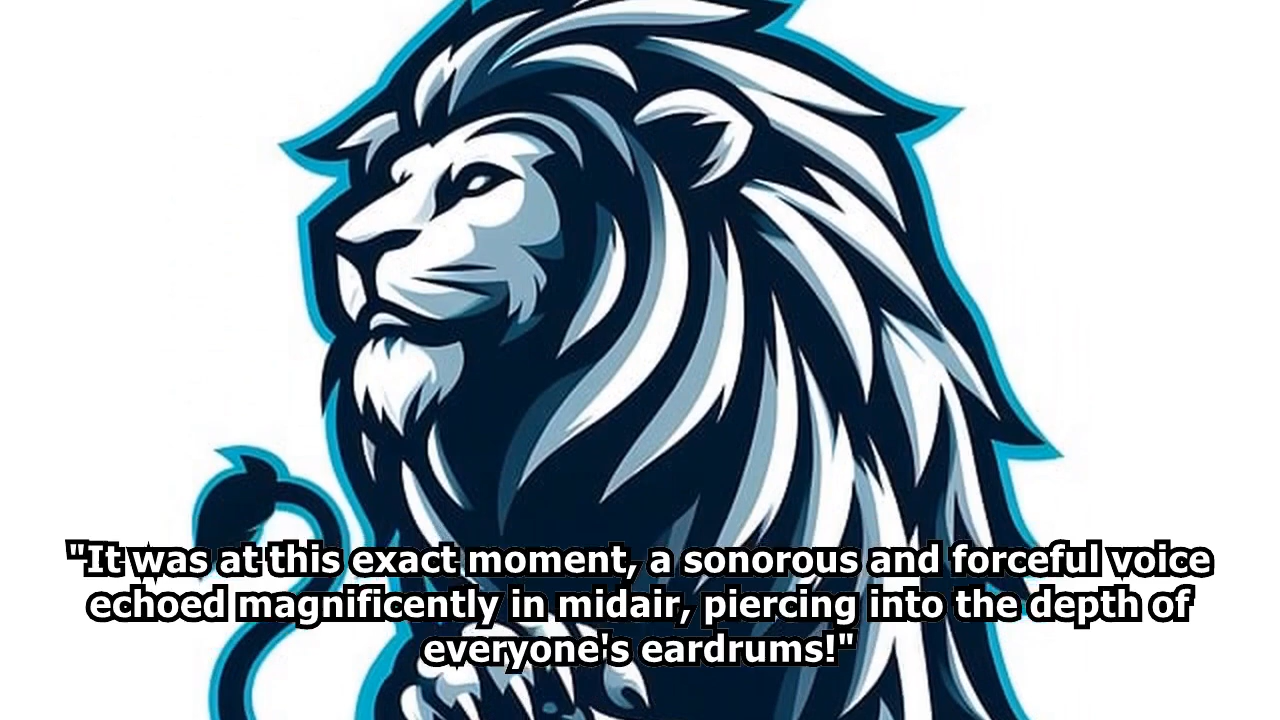 "It was at this exact moment, a sonorous and forceful voice
echoed magnificently in midair, piercing into the depth of
everyone's eardrums!"